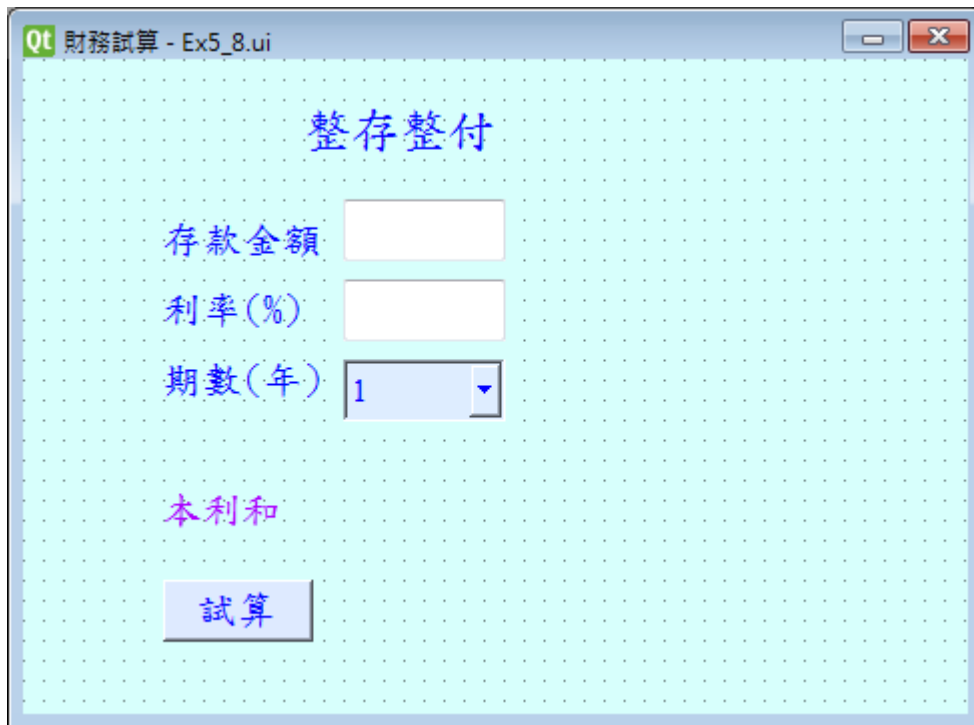 Qt 財務試算 - Ex5_8.ui
整存整付
存款金額
利率(%)
期數(年) 1
本利和
試算